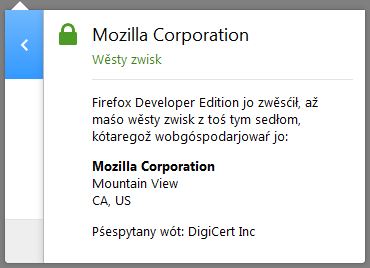 Mozilla Corporation
Wěsty zwisk
Firefox Developer Edition jo zwěsćił, až
maśo wěsty zwisk z toś tym sedłom,
kótaregož wobgóspodarjowaŕ jo:
Mozilla Corporation
Mountain View
CA, US
Pśespytany wót: DigiCert Inc